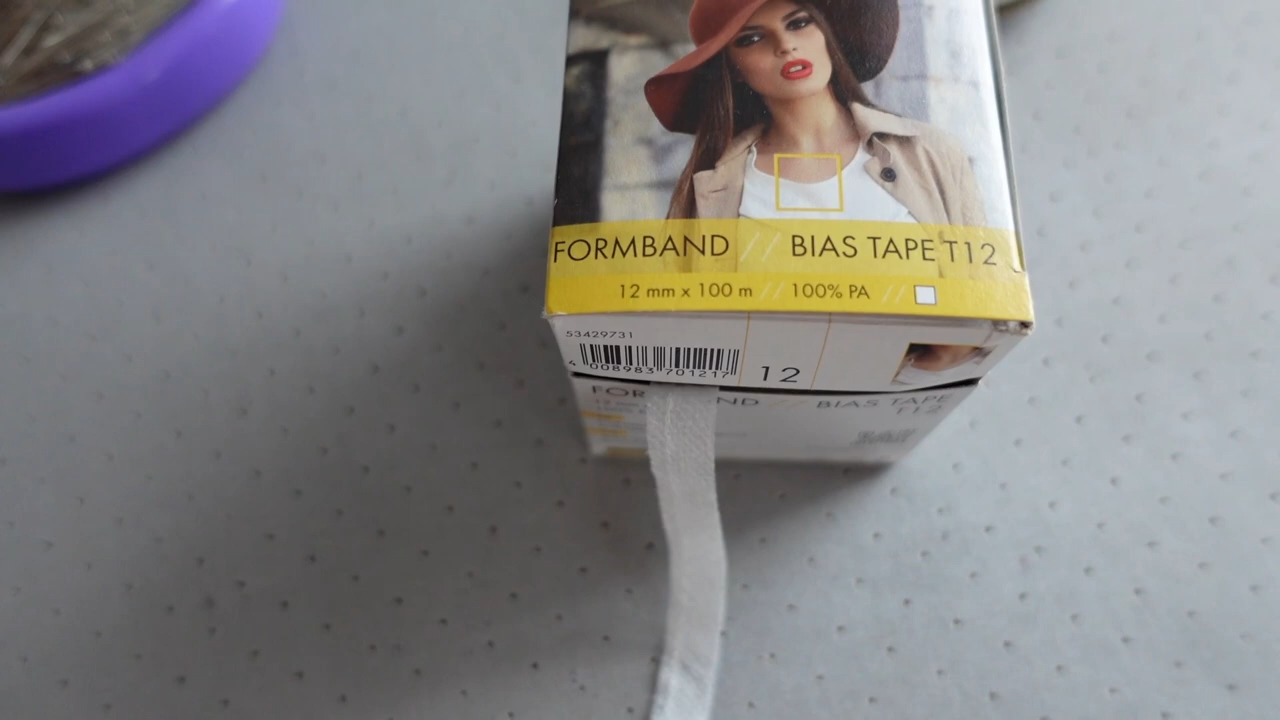 FORMBAND // BIAS TAPE T12
12 mm x 100 m // 100% PA //
53429731
4 008983 701217
12
FOR ND // BIAS TAPE
T12